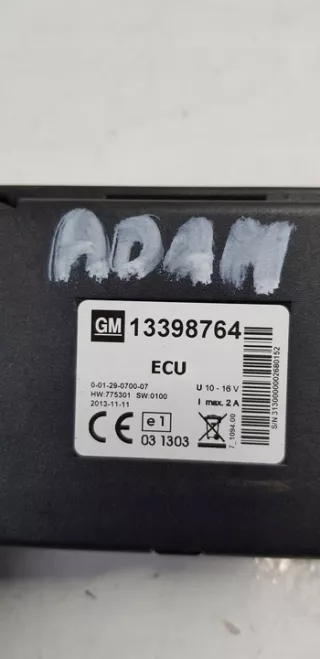 ADAM
GM 13398764
ECU
0-01-29-0700-07
HW:775301 SW:0100
2013-11-11
U 10 - 16 V
I max. 2 A
CE e1
03 1303
7_1094.00
S/N 3130000002680152